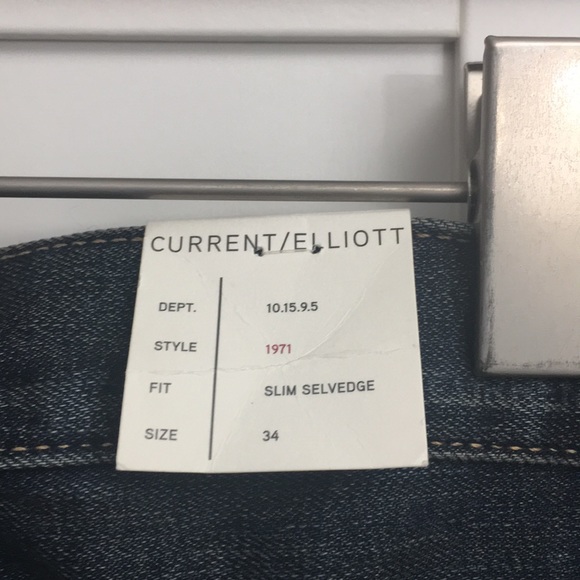 CURRENT/ELLIOTT
DEPT. 10.15.9.5
STYLE 1971
FIT SLIM SELVEDGE
SIZE 34